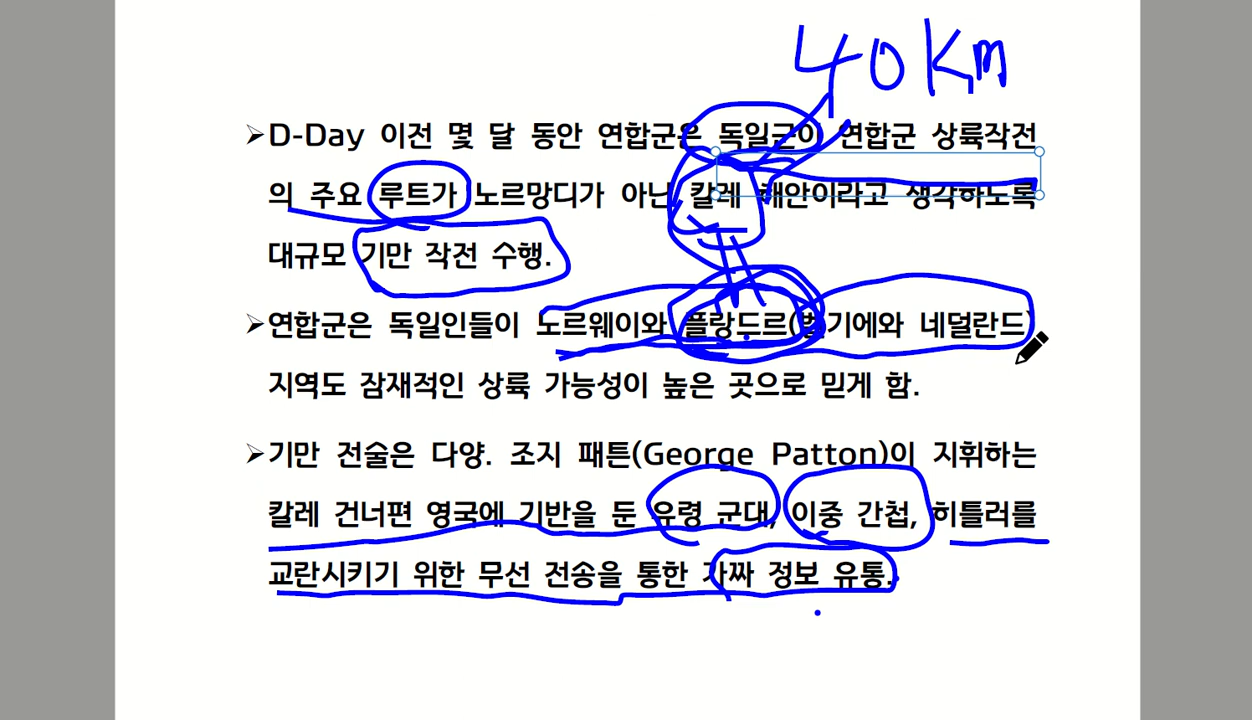 40Km
➢D-Day 이전 몇 달 동안 연합군은 독일군이 연합군 상륙작전
의 주요 루트가 노르망디가 아닌 칼레 해안이라고 생각하도록
대규모 기만 작전 수행.
➢연합군은 독일인들이 노르웨이와 플랑드르(벨기에와 네덜란드)
지역도 잠재적인 상륙 가능성이 높은 곳으로 믿게 함.
➢기만 전술은 다양. 조지 패튼(George Patton)이 지휘하는
칼레 건너편 영국에 기반을 둔 유령 군대, 이중 간첩, 히틀러를
교란시키기 위한 무선 전송을 통한 가짜 정보 유통.